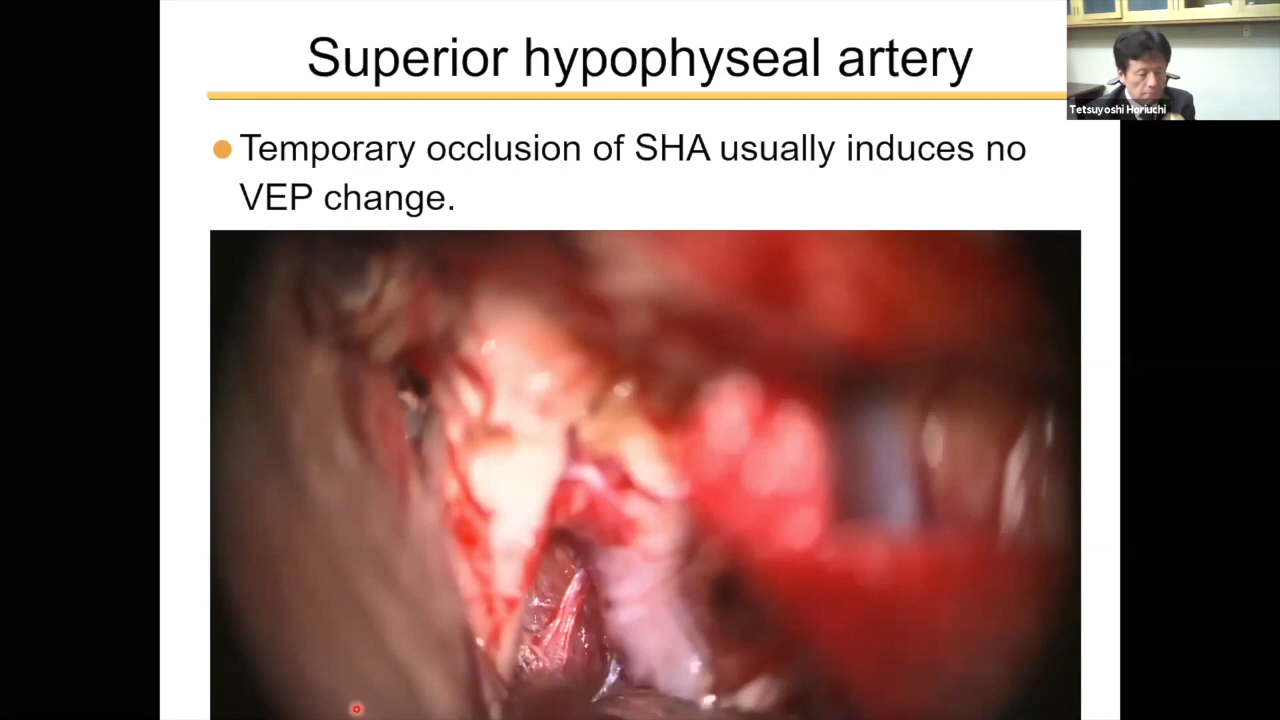 Superior hypophyseal artery
Tetsuyoshi Horiuchi
Temporary occlusion of SHA usually induces no
VEP change.